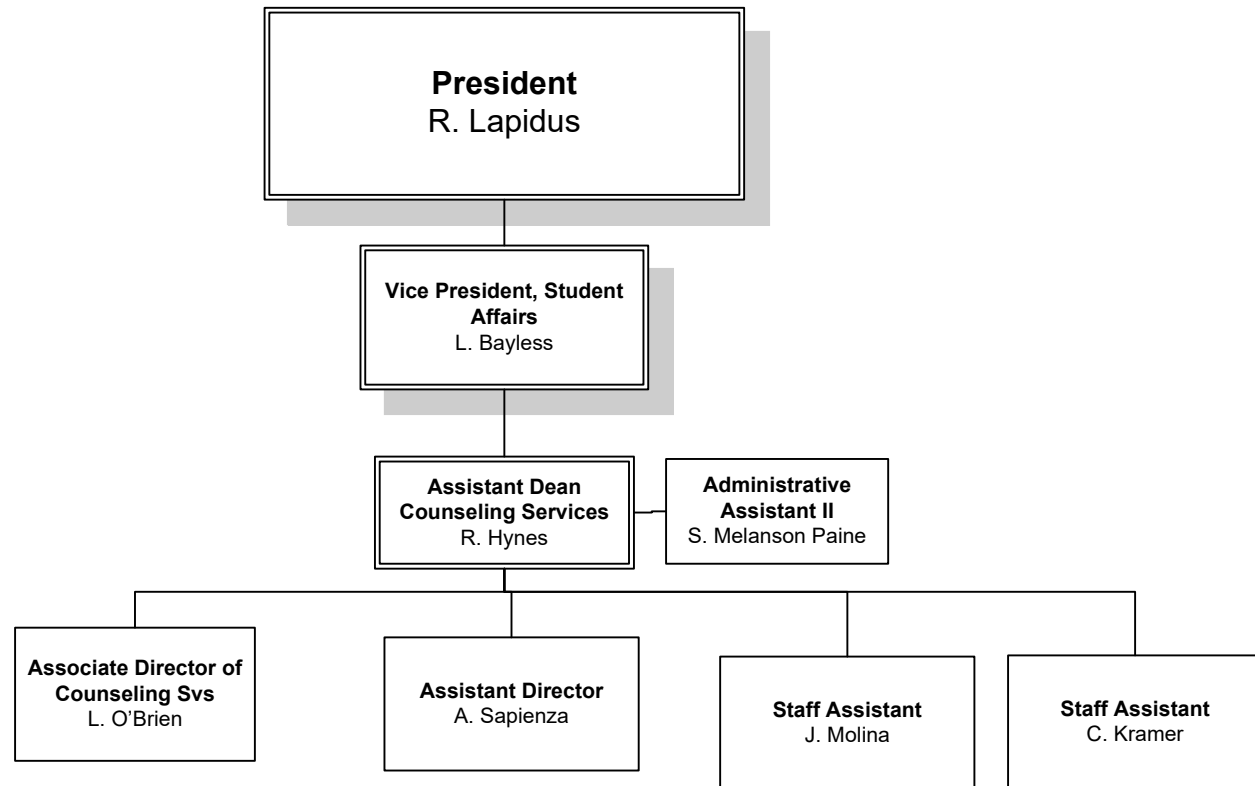 President
R. Lapidus
Vice President, Student
Affairs
L. Bayless
Assistant Dean
Counseling Services
R. Hynes
Administrative
Assistant II
S. Melanson Paine
Associate Director of
Counseling Svs
L. O’Brien
Assistant Director
A. Sapienza
Staff Assistant
J. Molina
Staff Assistant
C. Kramer